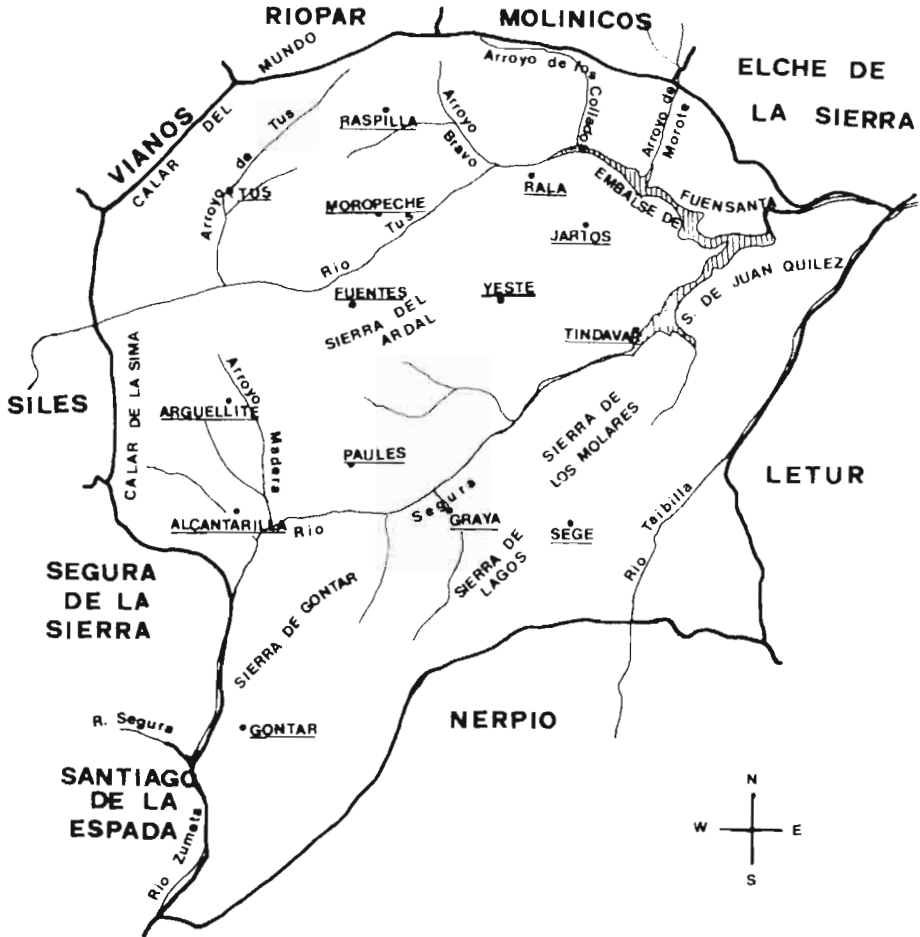 RIOPAR
MOLINICOS
ELCHE DE
LA SIERRA
VIANOS
CALAR DEL MUNDO
Arroyo de los Collados
Arroyo de
Morote
Arroyo de Tus
RASPILLA
Arroyo
Bravo
TUS
MOROPECHE
RALA
EMBALSE DE
FUENSANTA
JARTOS
Rio Tus
FUENTES
YESTE
SIERRA DEL
ARDAL
TINDAVAR
S. DE JUAN QUILEZ
SILES
CALAR DE LA SIMA
ARGUELLITE
Arroyo Madera
PAULES
SIERRA DE
LOS MOLARES
LETUR
ALCANTARILLA
Rio Segura
GRAYA
SEGE
Rio Taibilla
SIERRA DE
LAGOS
SEGURA
DE LA
SIERRA
SIERRA DE GONTAR
R. Segura
GONTAR
NERPIO
SANTIAGO
DE LA
ESPADA
Rio Zumeta
N
W
E
S